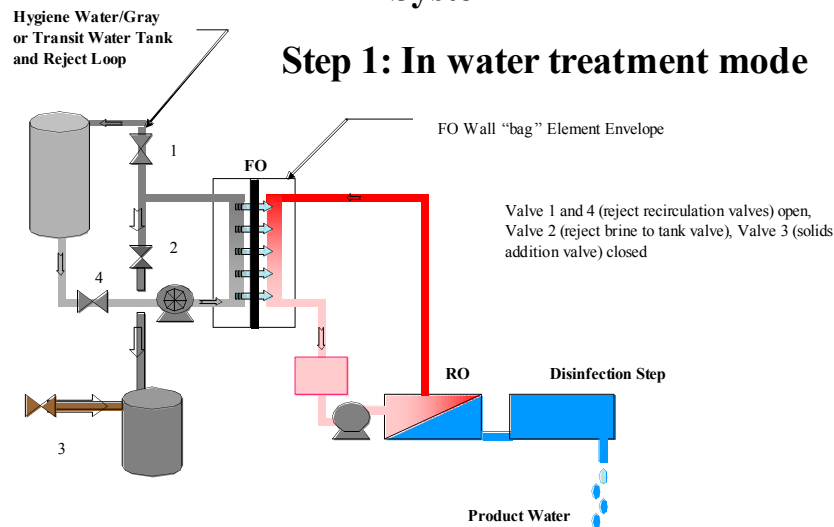 Hygiene Water/Gray
or Transit Water Tank
and Reject Loop
Step 1: In water treatment mode
1
FO Wall “bag” Element Envelope
FO
Valve 1 and 4 (reject recirculation valves) open,
Valve 2 (reject brine to tank valve), Valve 3 (solids
addition valve) closed
2
4
RO
Disinfection Step
3
Product Water